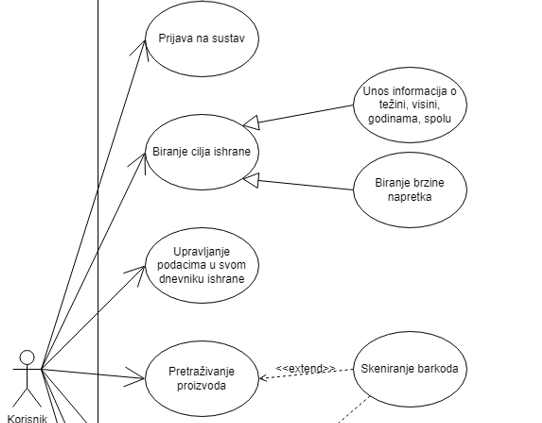 Prijava na sustav
Unos informacija o
težini, visini,
godinama, spolu
Biranje cilja ishrane
Biranje brzine
napretka
Upravljanje
podacima u svom
dnevniku ishrane
Pretraživanje
proizvoda
<<extend>>
Skeniranje barkoda
Korisnik